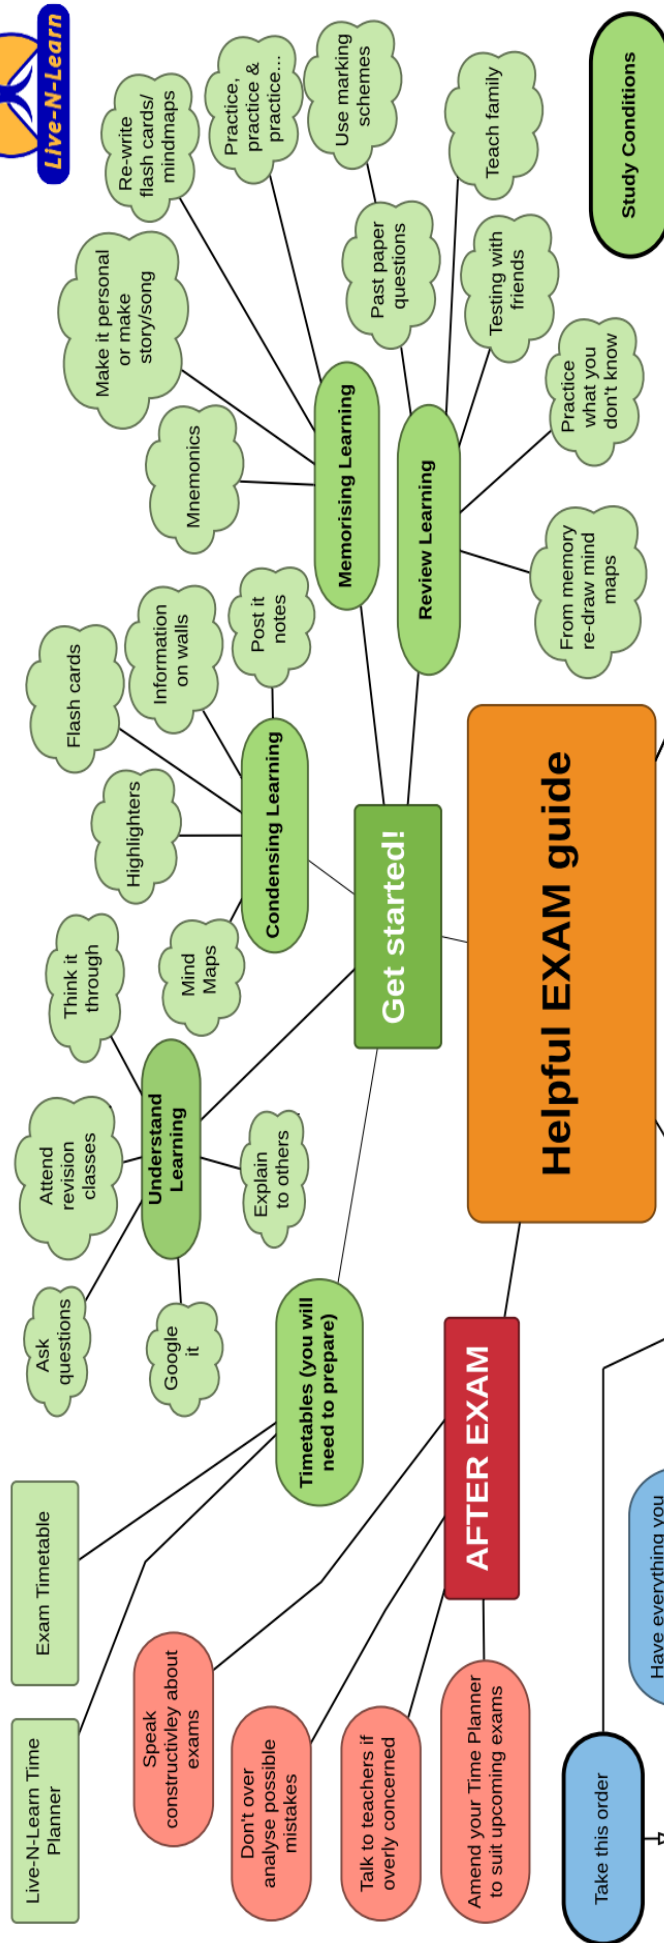 Live-N-Learn
Live-N-Learn Time
Planner
Exam Timetable
Ask
questions
Attend
revision
classes
Think it
through
Google
it
Understand
Learning
Explain
to others
Flash cards
Highlighters
Information
on walls
Mind
Maps
Post it
notes
Condensing Learning
Make it personal
or make
story/song
Re-write
flash cards/
mindmaps
Mnemonics
Practice,
practice &
practice....
Memorising Learning
Use marking
schemes
Past paper
questions
Teach family
Testing with
friends
Practice
what you
don't know
From memory
re-draw mind
maps
Review Learning
Timetables (you will
need to prepare)
Get started!
Speak
constructivley about
exams
Don't over
analyse possible
mistakes
Talk to teachers if
overly concerned
Amend your Time Planner
to suit upcoming exams
AFTER EXAM
Helpful EXAM guide
Study Conditions
Take this order
Have everything you